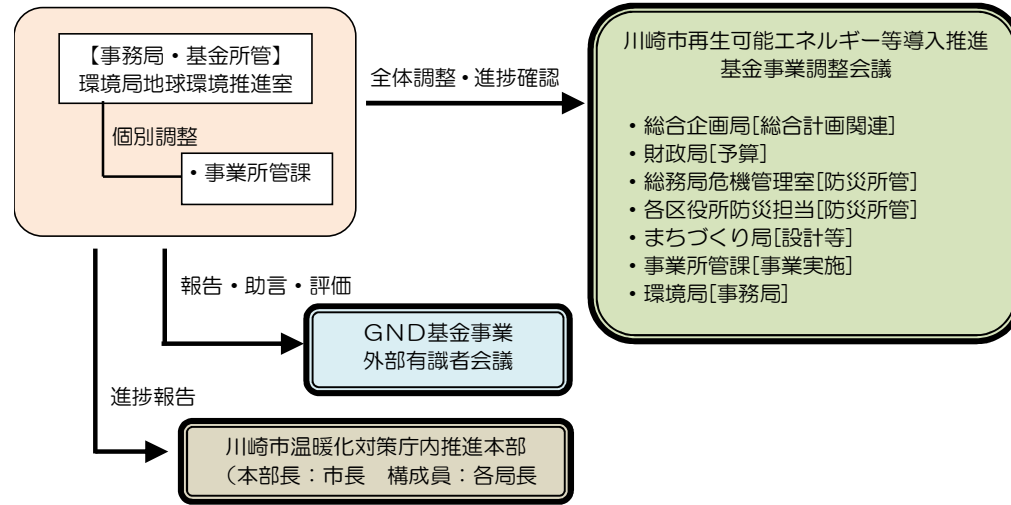 【事務局・基金所管】
環境局地球環境推進室
個別調整
・事業所管課
全体調整・進捗確認
川崎市再生可能エネルギー等導入推進
基金事業調整会議
・総合企画局[総合計画関連]
・財政局[予算]
・総務局危機管理室[防災所管]
・各区役所防災担当[防災所管]
・まちづくり局[設計等]
・事業所管課[事業実施]
・環境局[事務局]
報告・助言・評価
ＧＮＤ基金事業
外部有識者会議
進捗報告
川崎市温暖化対策庁内推進本部
（本部長：市長　構成員：各局長